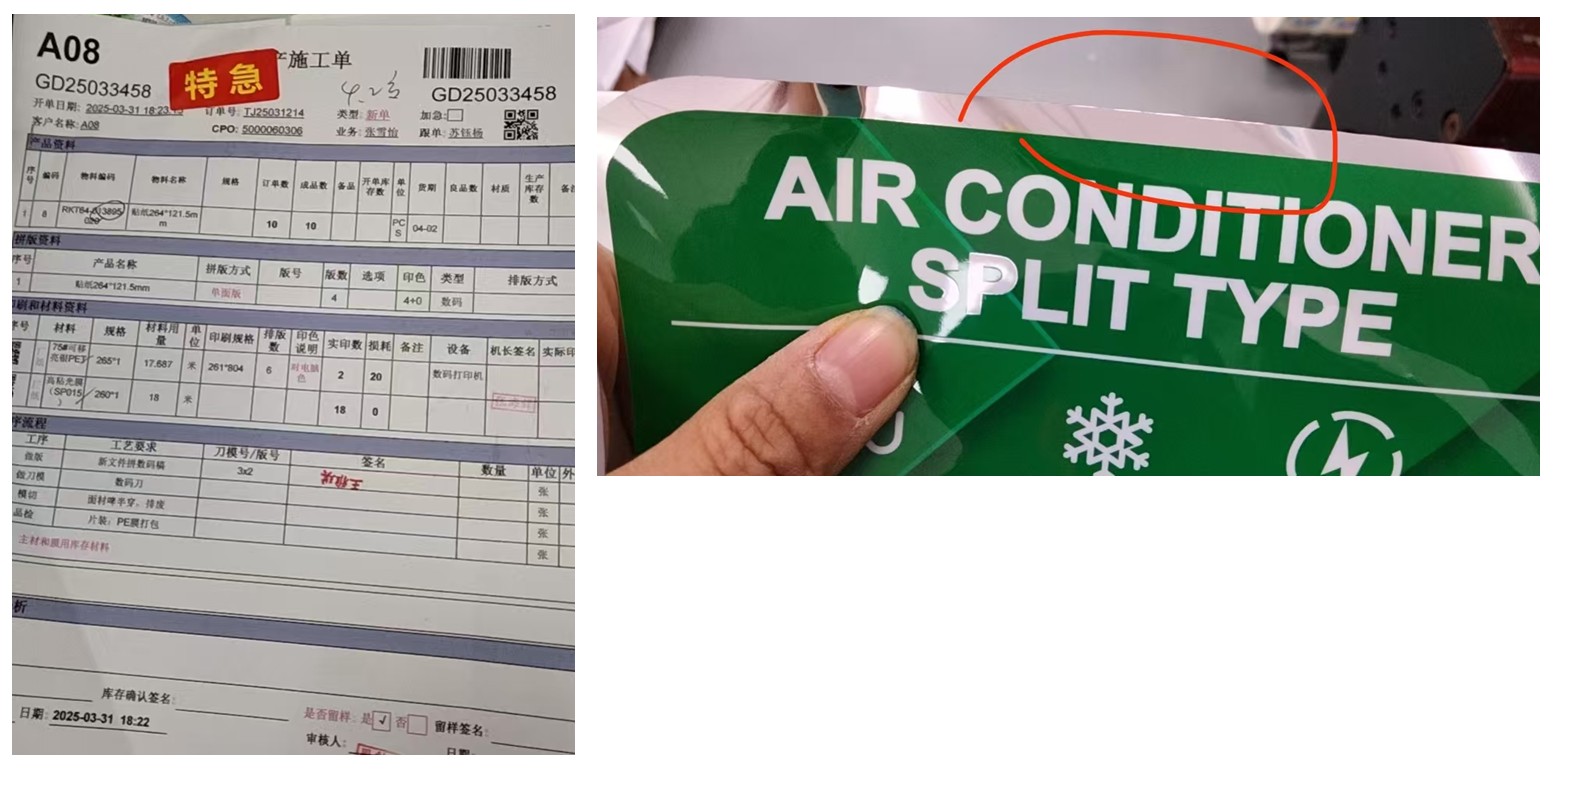 A08
特急
施工单
GD25033458
GD25033458
开单日期: 2025-03-31 18:23
订单号: TJ25031214
类型: 新单
加急:
客户名称: A08
CPO: 5000060306
业务: 张雪怡
跟单: 苏钰杨
产品资料
序号 编码 物料编码 物料名称 规格 订单数 成品数 备品 开单库存数 单位 货期 良品数 材质 生产库存数
1 8 贴纸264*121.5mm 10 10 PCS 04-02
拼版资料
序号 产品名称 拼版方式 版号 版数 选项 印色 类型 排版方式
1 贴纸264*121.5mm 单面版 4 4+0 数码
印刷和材料资料
序号 材料 规格 材料用量 单位 印刷规格 排版数 印色说明 实印数 损耗 备注 设备 机长签名 实际印
75#可移亮银PET 265*1 17.687 米 261*804 6 对电脑色 2 20 数码打印机
高粘光膜(SP015) 260*1 18 米 18 0
序流程
工序 工艺要求 刀模号/版号 签名 数量 单位 外
做版 新文件拼数码稿 3x2 张
做刀模 数码刀 张
模切 面材啤半穿，排废 张
品检 片装；PE膜打包 张
主材和膜用库存材料
析
库存确认签名:
日期: 2025-03-31 18:22
是否留样: 是 √ 否
留样签名:
审核人:
AIR CONDITIONER
SPLIT TYPE